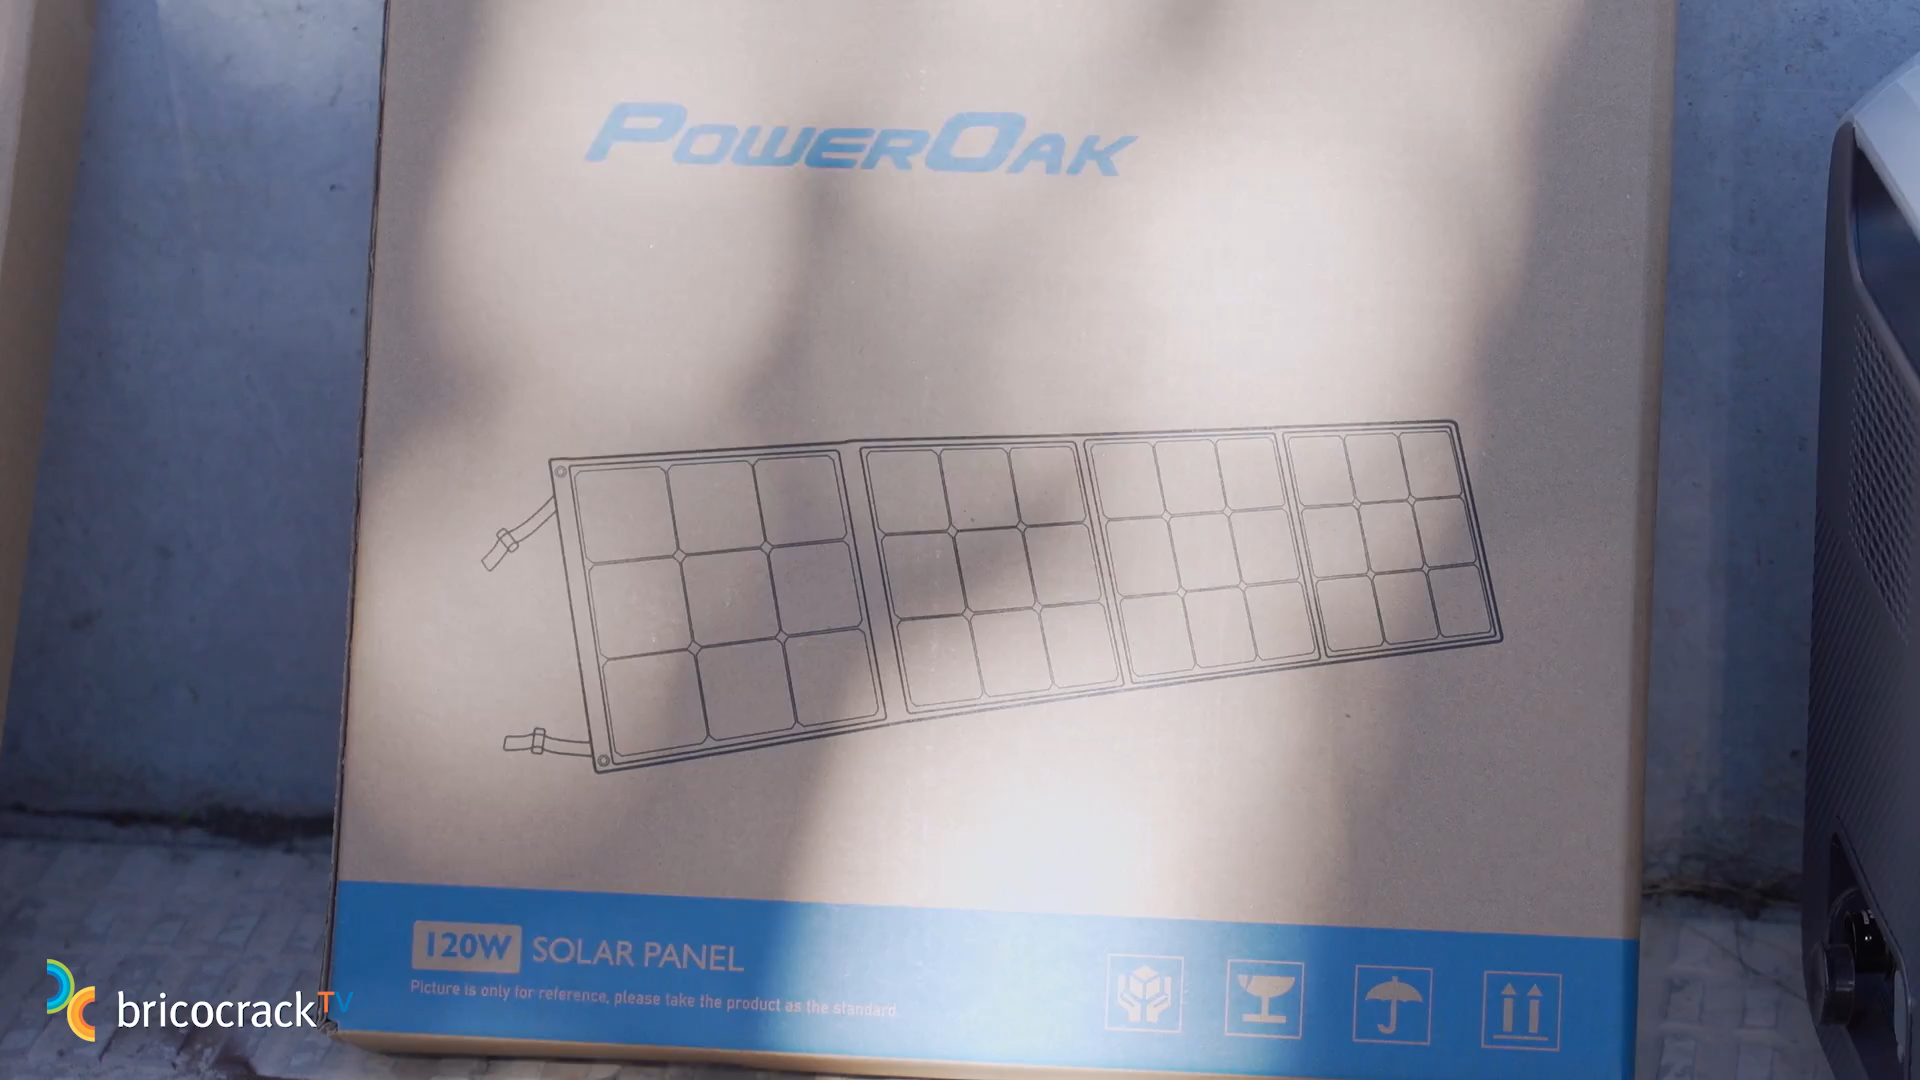 POWEROAK
120W SOLAR PANEL
Picture is only for reference, please take the product as the standard
bricocrackTV